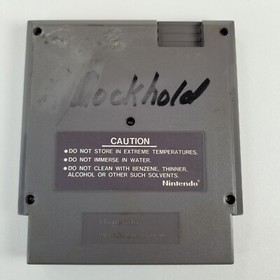 Stockhold
CAUTION
●DO NOT STORE IN EXTREME TEMPERATURES.
●DO NOT IMMERSE IN WATER.
●DO NOT CLEAN WITH BENZENE, THINNER,
ALCOHOL OR OTHER SUCH SOLVENTS.
Nintendo®